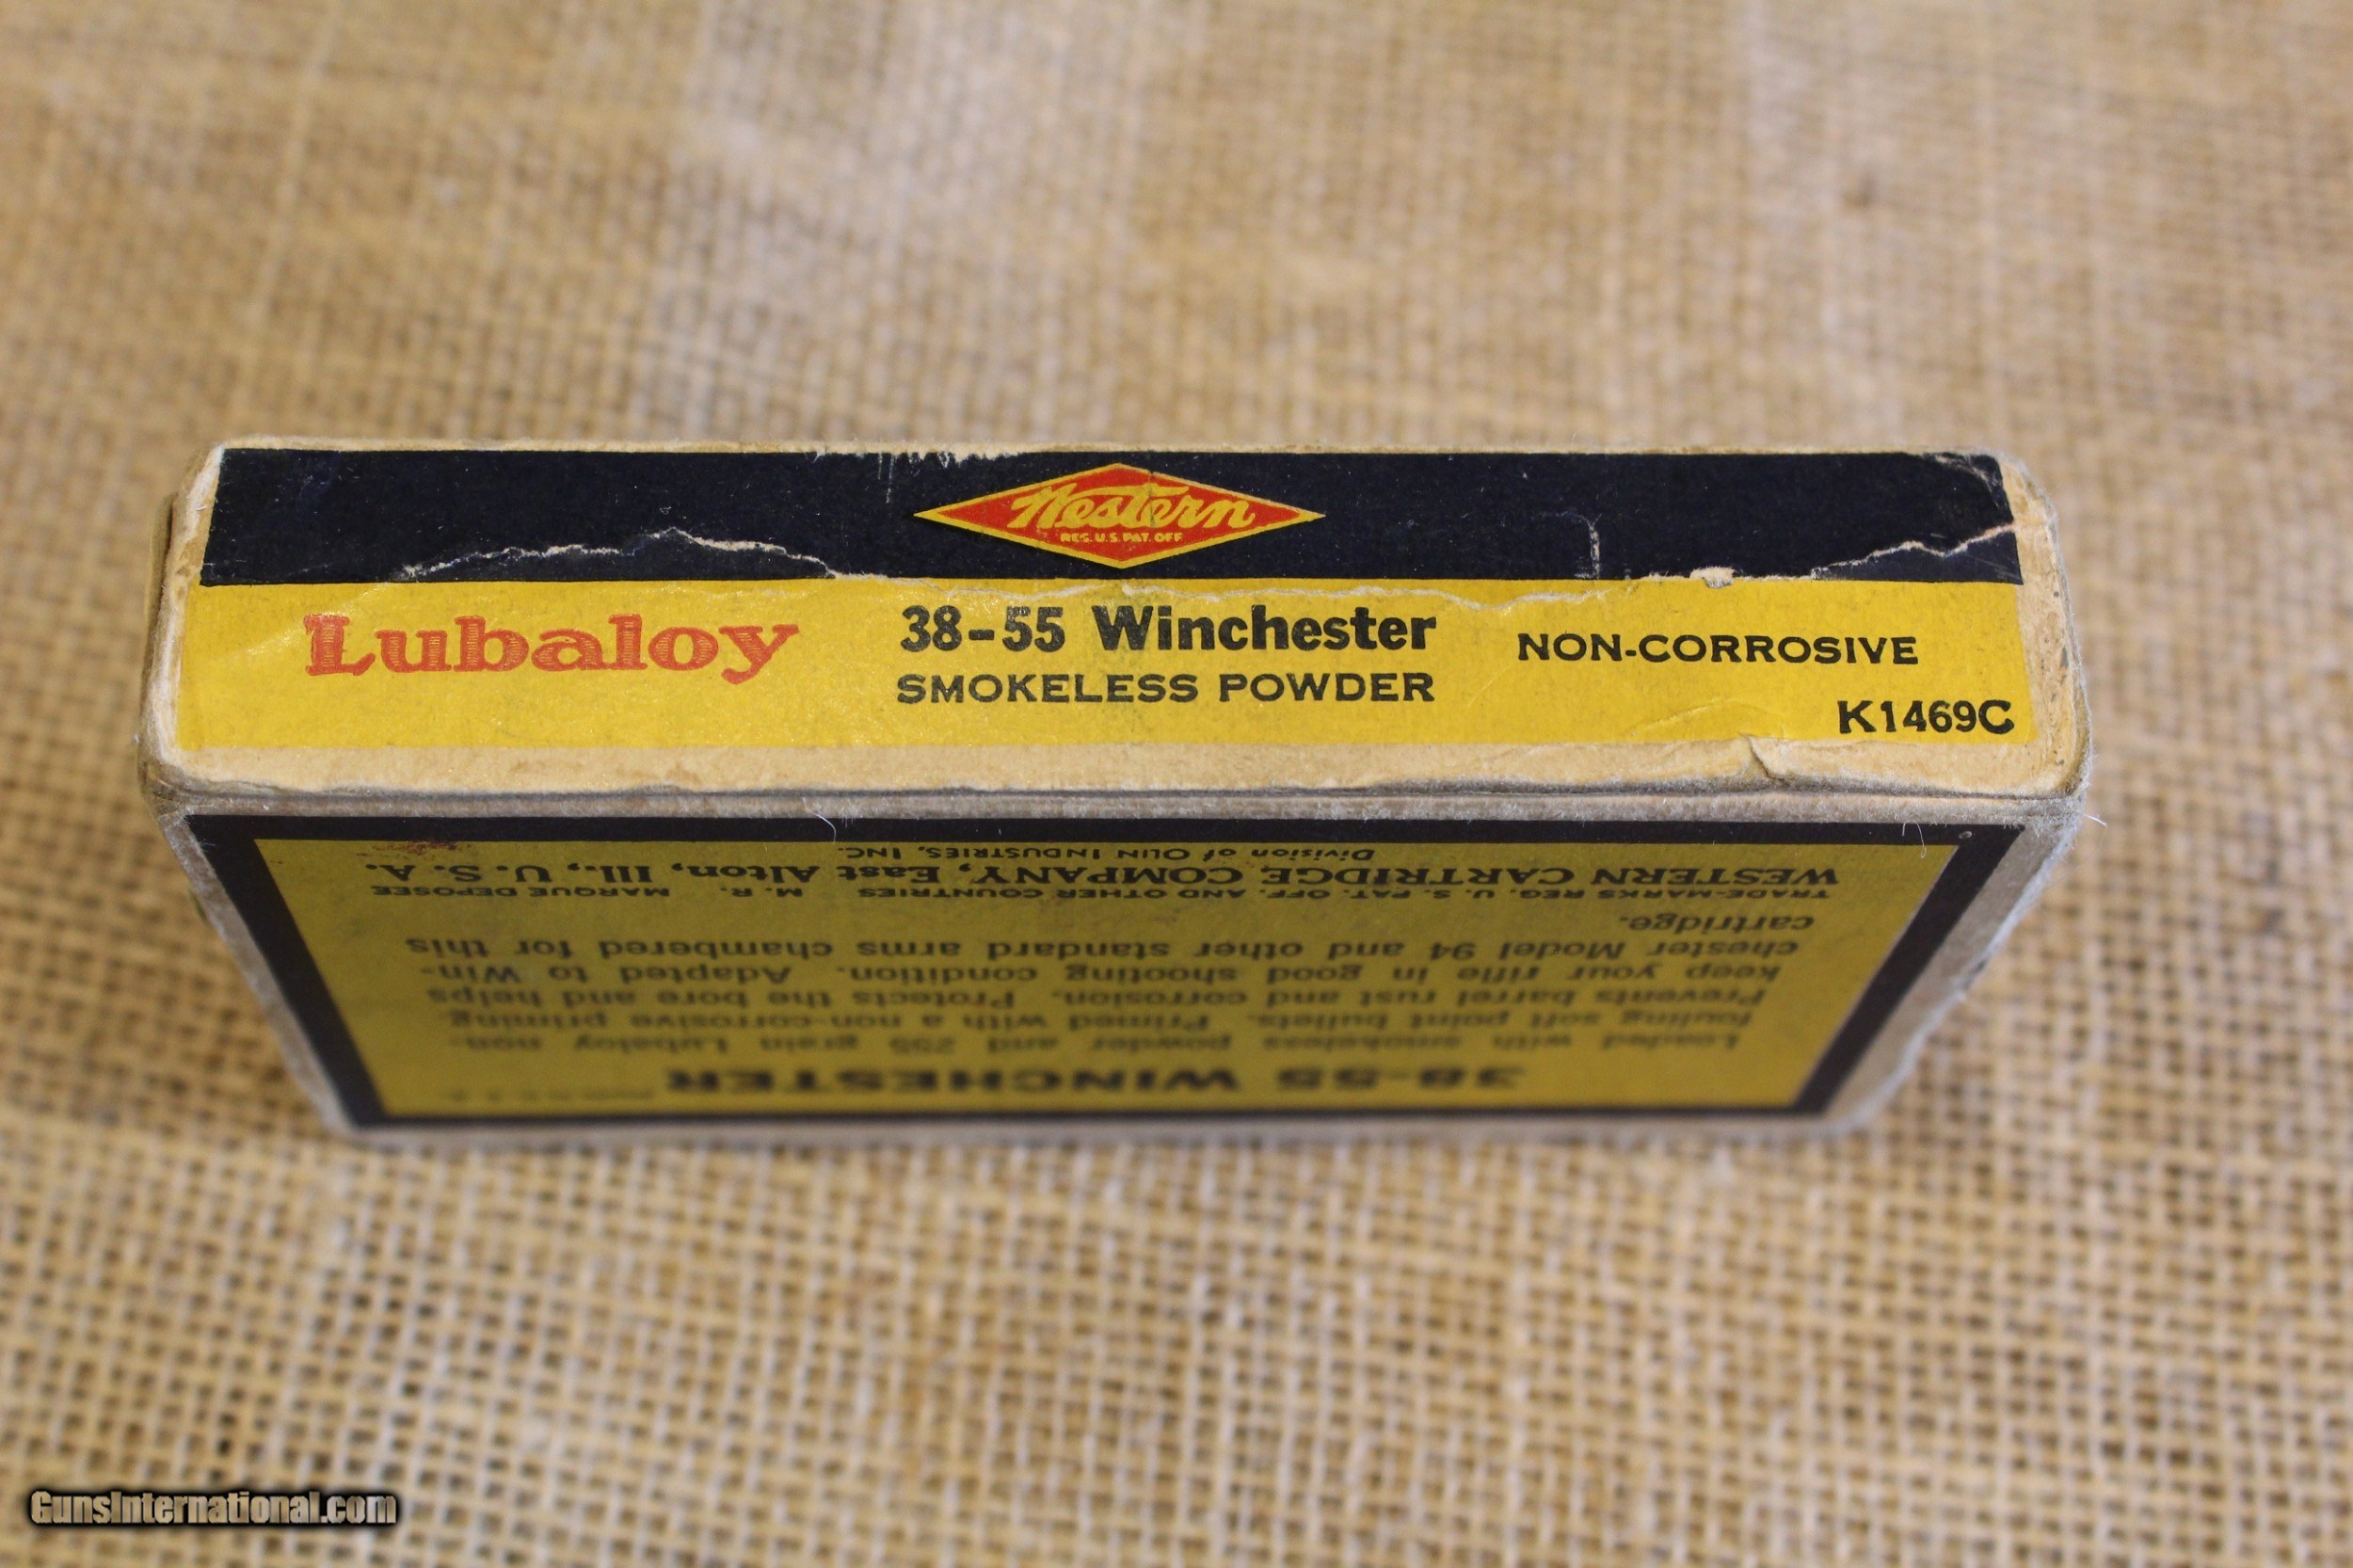 Western
REG. U.S. PAT. OFF
Lubaloy
38-55 Winchester
SMOKELESS POWDER
NON-CORROSIVE
K1469C
38-55 WINCHESTER
Loaded with smokeless powder and 255 grain Lubaloy non-
fouling soft point bullets. Primed with a non-corrosive priming.
Prevents barrel rust and corrosion. Protects the bore and helps
keep your rifle in good shooting condition. Adapted to Win-
chester Model 94 and other standard arms chambered for this
cartridge.
TRADE-MARKS REG. U. S. PAT. OFF. AND OTHER COUNTRIES M. R. MARQUE DEPOSEE
WESTERN CARTRIDGE COMPANY, East Alton, Ill., U. S. A.
Division of OLIN INDUSTRIES, INC.
GunsInternational.com